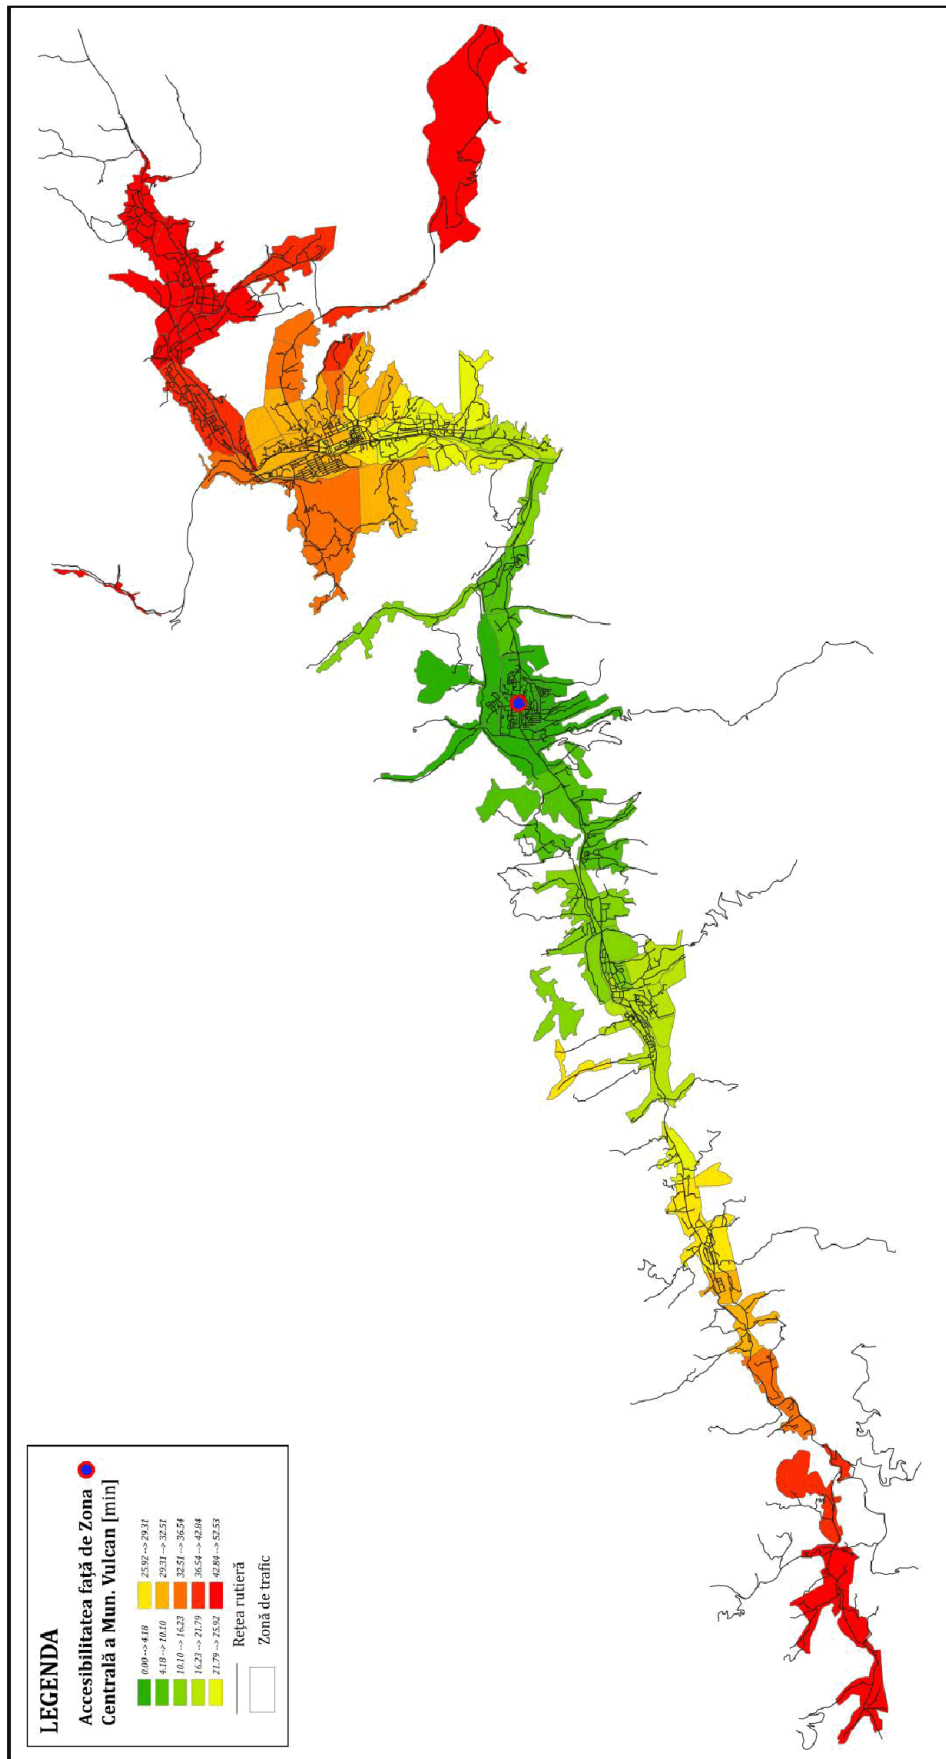 LEGENDA
Accesibilitatea față de Zona
Centrală a Mun. Vulcan [min]
0.00 --> 4.18
4.18 --> 10.10
10.10 --> 16.23
16.23 --> 21.79
21.79 --> 25.92
25.92 --> 29.31
29.31 --> 32.51
32.51 --> 36.54
36.54 --> 42.84
42.84 --> 52.53
Rețea rutieră
Zonă de trafic